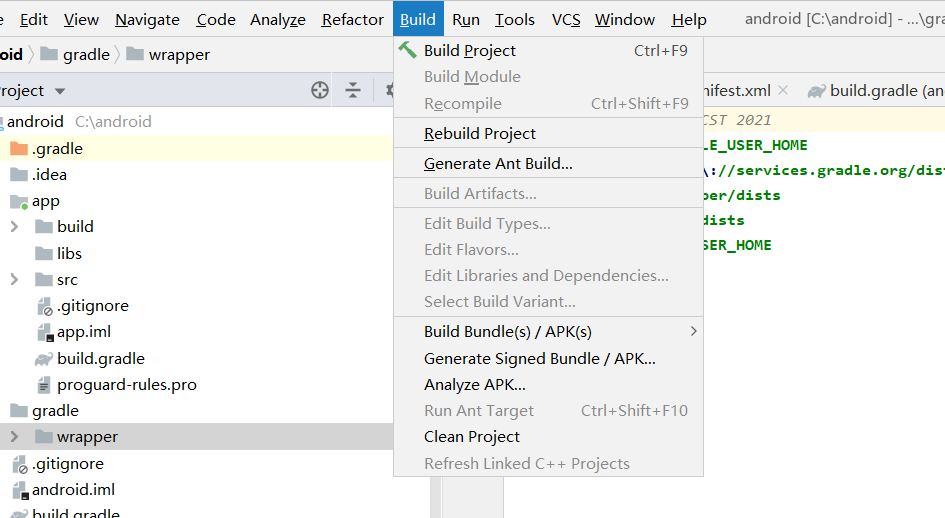 Edit View Navigate Code Analyze Refactor Build Run Tools VCS Window Help android [C:\android] - ...\gra
oid gradle wrapper
Project
nifest.xml build.gradle (an
Build Project Ctrl+F9
Build Module
Recompile Ctrl+Shift+F9
Rebuild Project
Generate Ant Build...
Build Artifacts...
Edit Build Types...
Edit Flavors...
Edit Libraries and Dependencies...
Select Build Variant...
Build Bundle(s) / APK(s)
Generate Signed Bundle / APK...
Analyze APK...
Run Ant Target Ctrl+Shift+F10
Clean Project
Refresh Linked C++ Projects
android C:\android
.gradle
.idea
app
build
libs
src
.gitignore
app.iml
build.gradle
proguard-rules.pro
gradle
wrapper
.gitignore
android.iml
build.gradle
CST 2021
LE_USER_HOME
\://services.gradle.org/dist
per/dists
dists
SER_HOME